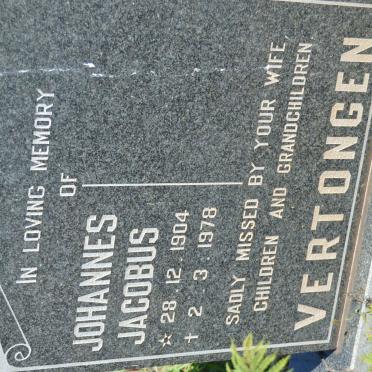 IN LOVING MEMORY
OF
JOHANNES
JACOBUS
☆ 28 · 12 · 1904
† 2 · 3 · 1978
SADLY MISSED BY YOUR WIFE,
CHILDREN AND GRANDCHILDREN
VERTONGEN